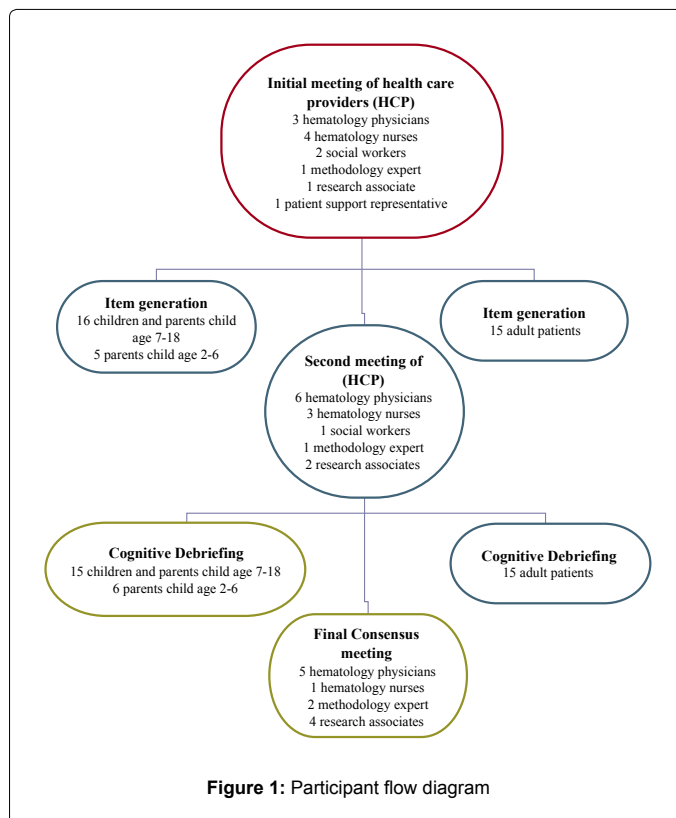 Initial meeting of health care
providers (HCP)
3 hematology physicians
4 hematology nurses
2 social workers
1 methodology expert
1 research associate
1 patient support representative
Item generation
16 children and parents child
age 7-18
5 parents child age 2-6
Item generation
15 adult patients
Second meeting of
(HCP)
6 hematology physicians
3 hematology nurses
1 social workers
1 methodology expert
2 research associates
Cognitive Debriefing
15 children and parents child age 7-18
6 parents child age 2-6
Cognitive Debriefing
15 adult patients
Final Consensus
meeting
5 hematology physicians
1 hematology nurses
2 methodology expert
4 research associates
Figure 1: Participant flow diagram